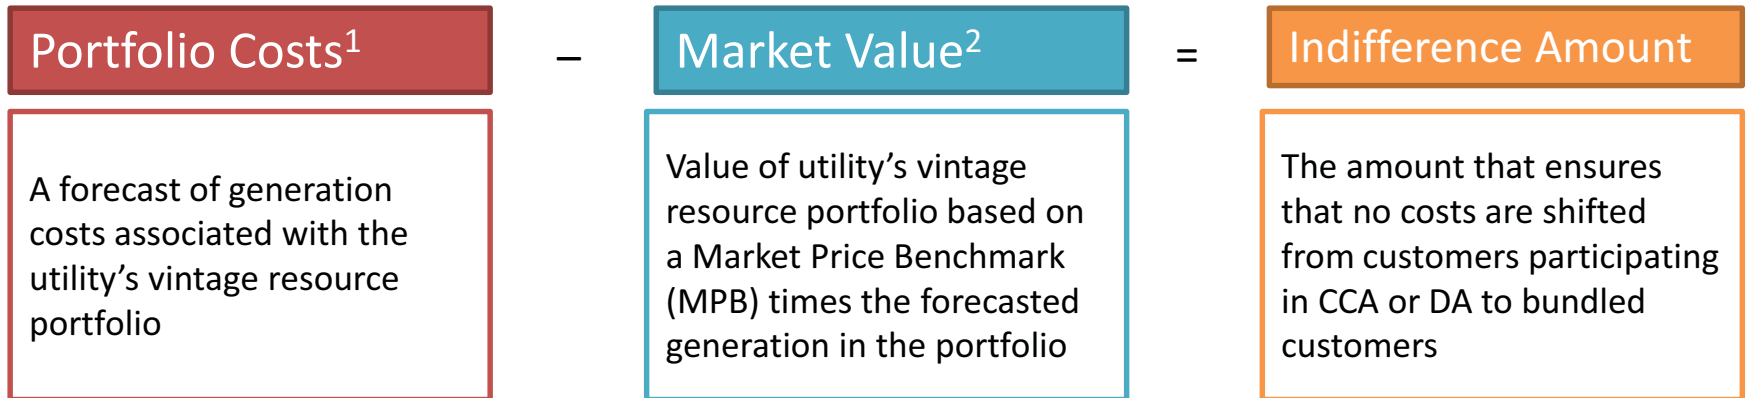 Portfolio Costs¹ – Market Value² = Indifference Amount
A forecast of generation
costs associated with the
utility’s vintage resource
portfolio
Value of utility’s vintage
resource portfolio based on
a Market Price Benchmark
(MPB) times the forecasted
generation in the portfolio
The amount that ensures
that no costs are shifted
from customers participating
in CCA or DA to bundled
customers